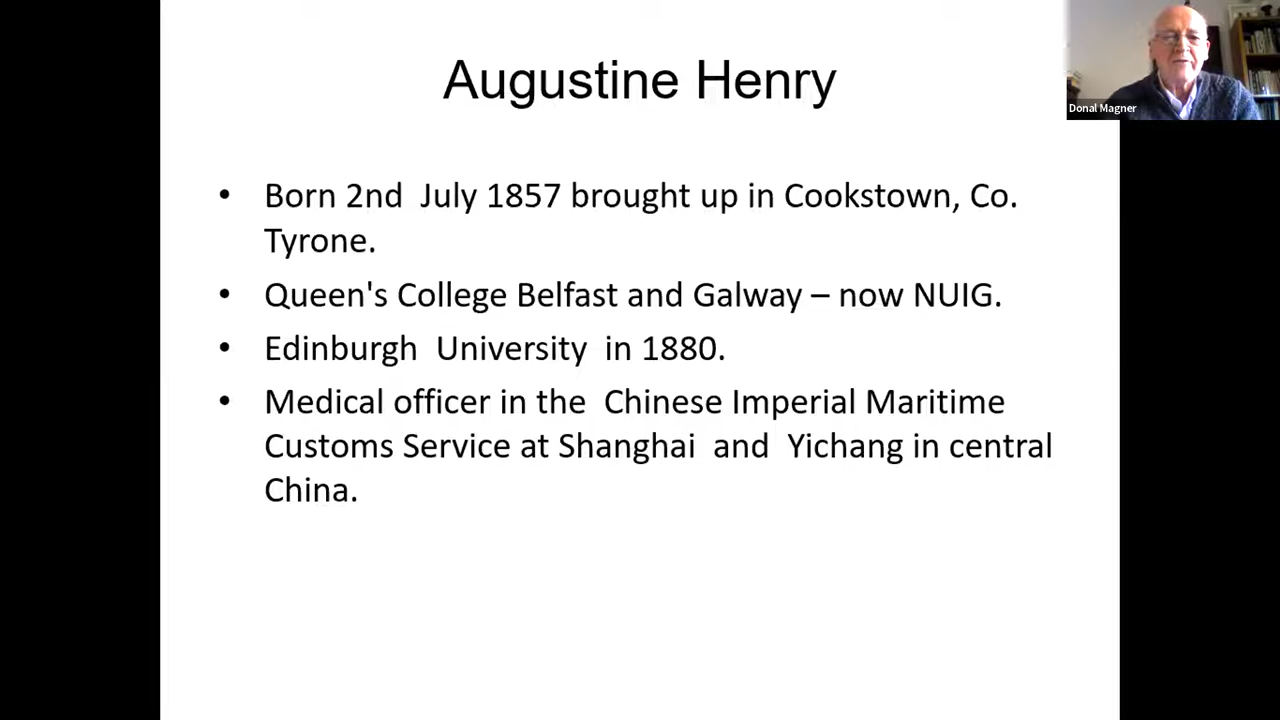 Augustine Henry
Donal Magner
• Born 2nd  July 1857 brought up in Cookstown, Co.
Tyrone.
• Queen's College Belfast and Galway – now NUIG.
• Edinburgh  University  in 1880.
• Medical officer in the  Chinese Imperial Maritime
Customs Service at Shanghai  and  Yichang in central
China.